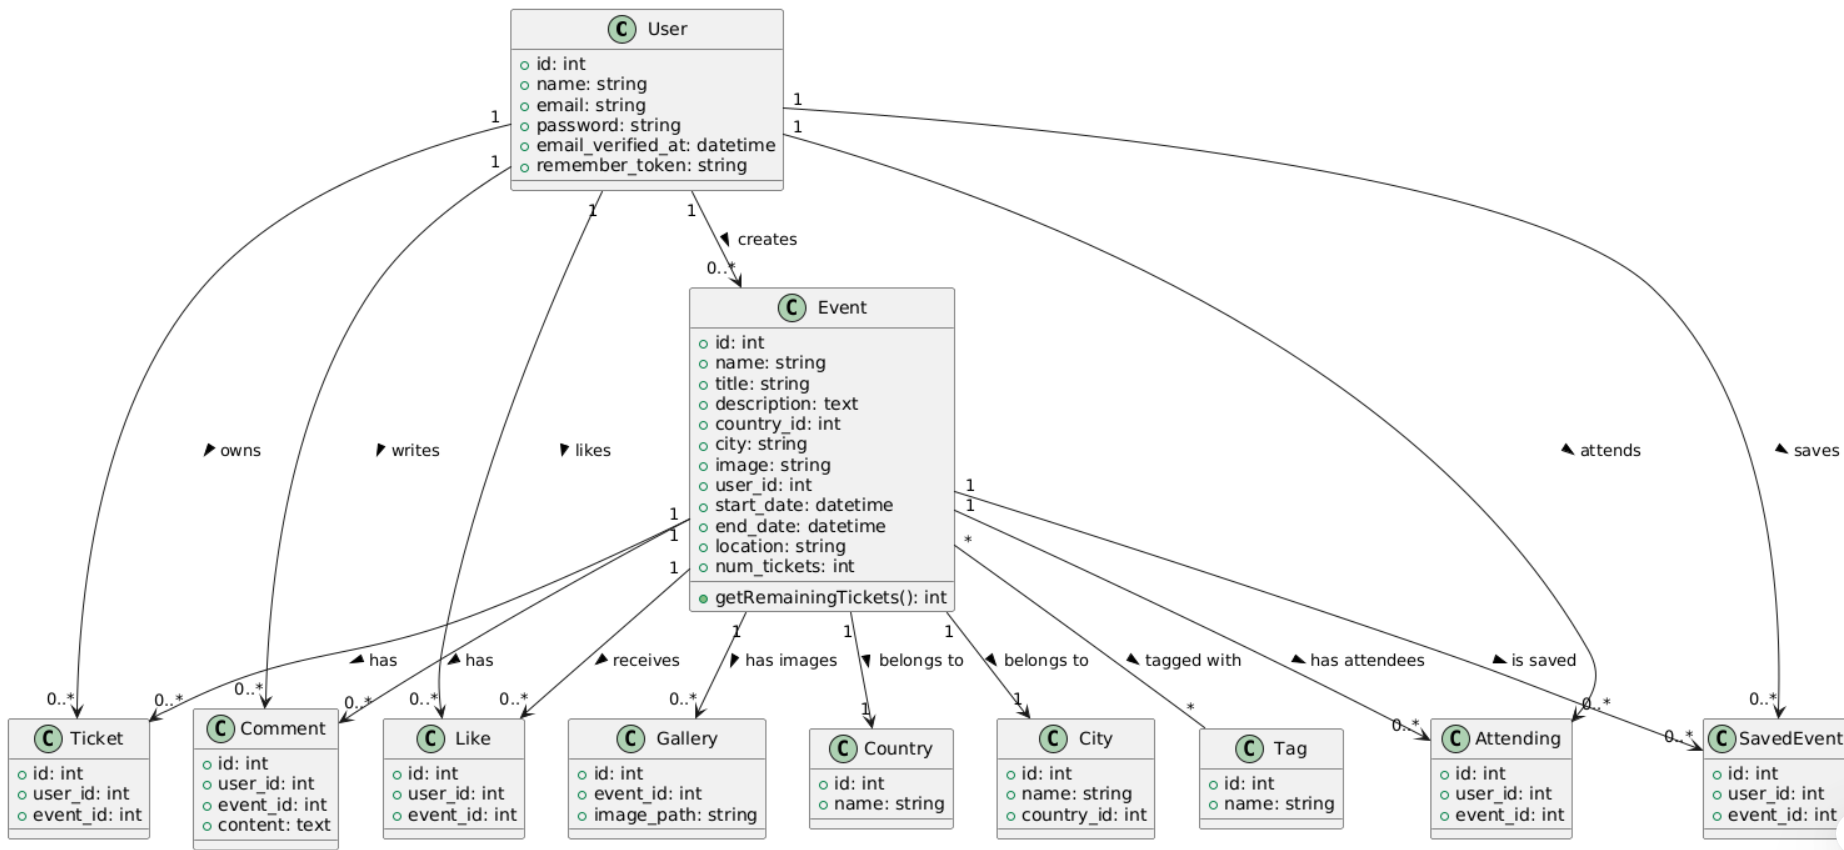 C User
id: int
name: string
email: string
password: string
email_verified_at: datetime
remember_token: string
1
1
1
1
1
1
creates
0..*
owns
writes
likes
attends
saves
C Event
id: int
name: string
title: string
description: text
country_id: int
city: string
image: string
user_id: int
start_date: datetime
end_date: datetime
location: string
num_tickets: int
getRemainingTickets(): int
1
1
1
1
1
*
1
1
1
has
has
receives
has images
belongs to
belongs to
tagged with
has attendees
is saved
0..*
0..*
0..*
0..*
0..*
0..*
0..*
1
1
*
0..*
0..*
0..*
0..*
C Ticket
id: int
user_id: int
event_id: int
C Comment
id: int
user_id: int
event_id: int
content: text
C Like
id: int
user_id: int
event_id: int
C Gallery
id: int
event_id: int
image_path: string
C Country
id: int
name: string
C City
id: int
name: string
country_id: int
C Tag
id: int
name: string
C Attending
id: int
user_id: int
event_id: int
C SavedEvent
id: int
user_id: int
event_id: int